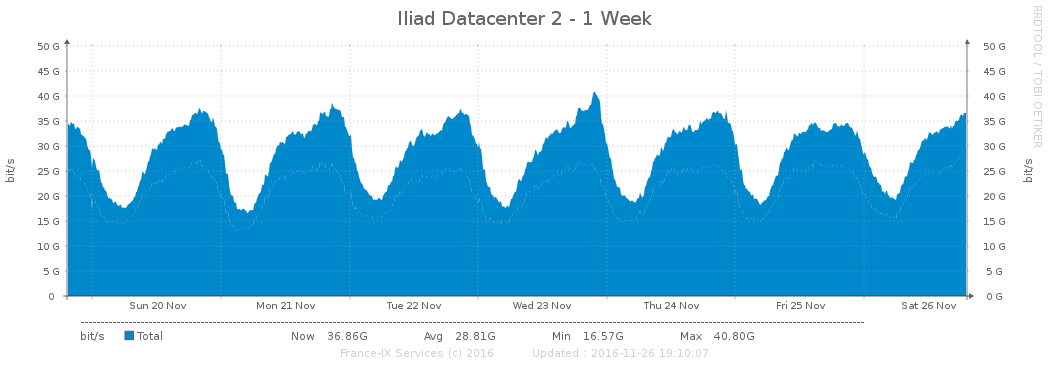 Iliad Datacenter 2 - 1 Week
RRDTOOL / TOBI OETIKER
bit/s
50 G 50 G
45 G 45 G
40 G 40 G
35 G 35 G
30 G 30 G
25 G 25 G
20 G 20 G
15 G 15 G
10 G 10 G
5 G 5 G
0 0 G
bit/s
Sun 20 Nov Mon 21 Nov Tue 22 Nov Wed 23 Nov Thu 24 Nov Fri 25 Nov Sat 26 Nov
bit/s Total Now 36.86G Avg 28.81G Min 16.57G Max 40.80G
France-IX Services (c) 2016 Updated : 2016-11-26 19:10:07